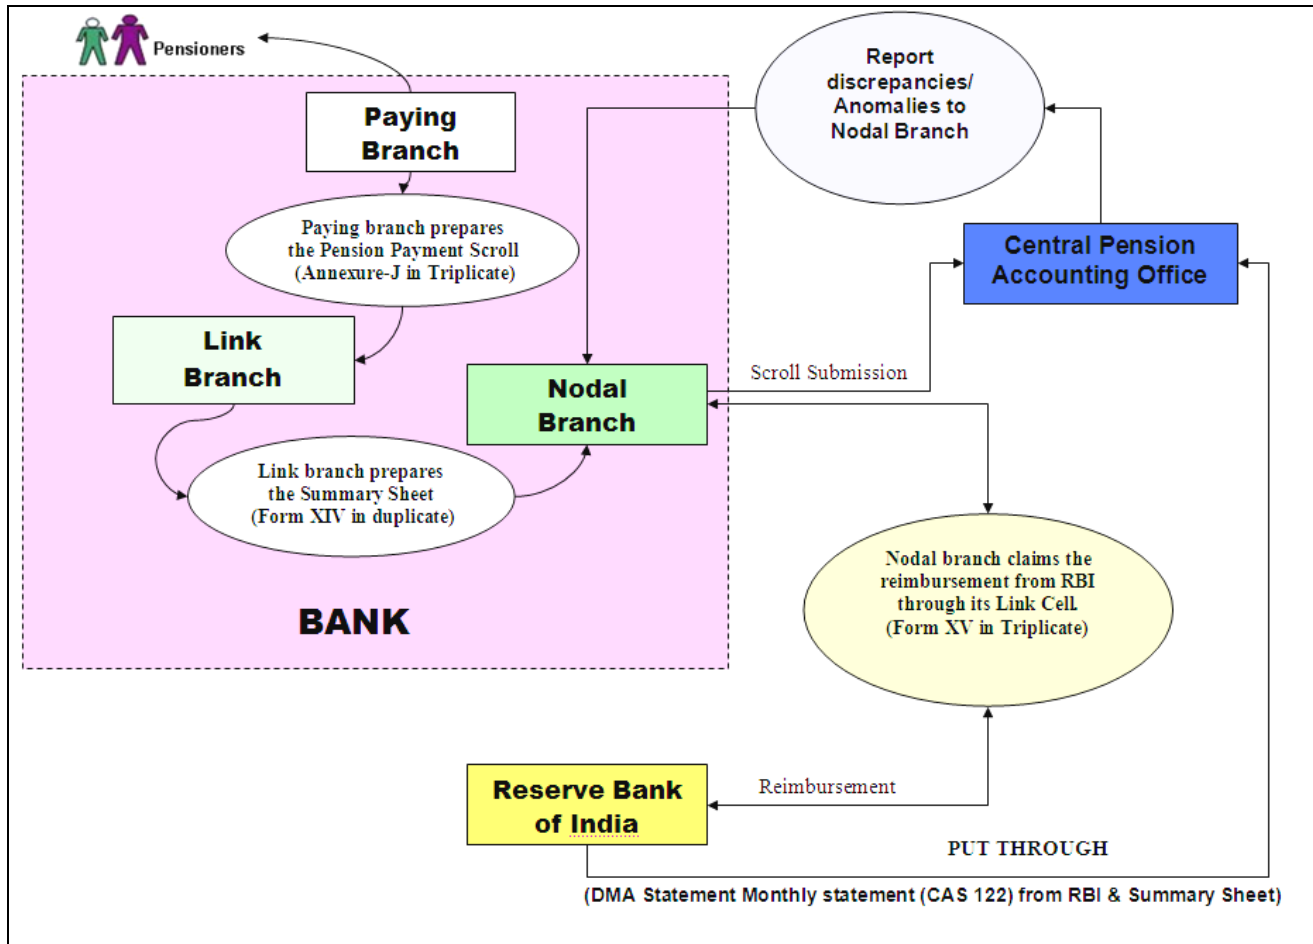 Pensioners
Paying
Branch
Paying branch prepares
the Pension Payment Scroll
(Annexure-J in Triplicate)
Link
Branch
Link branch prepares
the Summary Sheet
(Form XIV in duplicate)
Nodal
Branch
BANK
Report
discrepancies/
Anomalies to
Nodal Branch
Central Pension
Accounting Office
Scroll Submission
Nodal branch claims the
reimbursement from RBI
through its Link Cell.
(Form XV in Triplicate)
Reserve Bank
of India
Reimbursement
PUT THROUGH
(DMA Statement Monthly statement (CAS 122) from RBI & Summary Sheet)